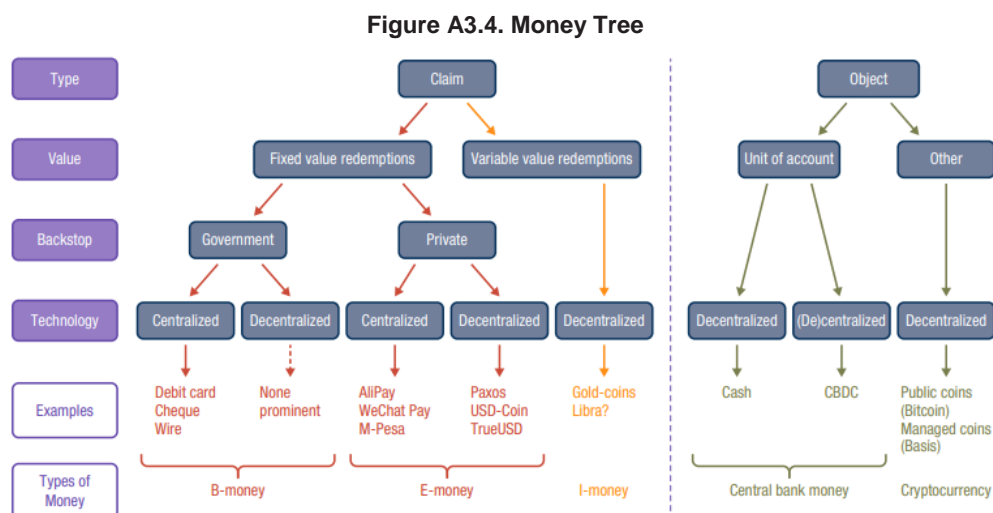 Figure A3.4. Money Tree
Type
Claim
Object
Value
Fixed value redemptions
Variable value redemptions
Unit of account
Other
Backstop
Government
Private
Technology
Centralized
Decentralized
Centralized
Decentralized
Decentralized
Decentralized
(De)centralized
Decentralized
Examples
Debit card
Cheque
Wire
None
prominent
AliPay
WeChat Pay
M-Pesa
Paxos
USD-Coin
TrueUSD
Gold-coins
Libra?
Cash
CBDC
Public coins
(Bitcoin)
Managed coins
(Basis)
Types of
Money
B-money
E-money
I-money
Central bank money
Cryptocurrency